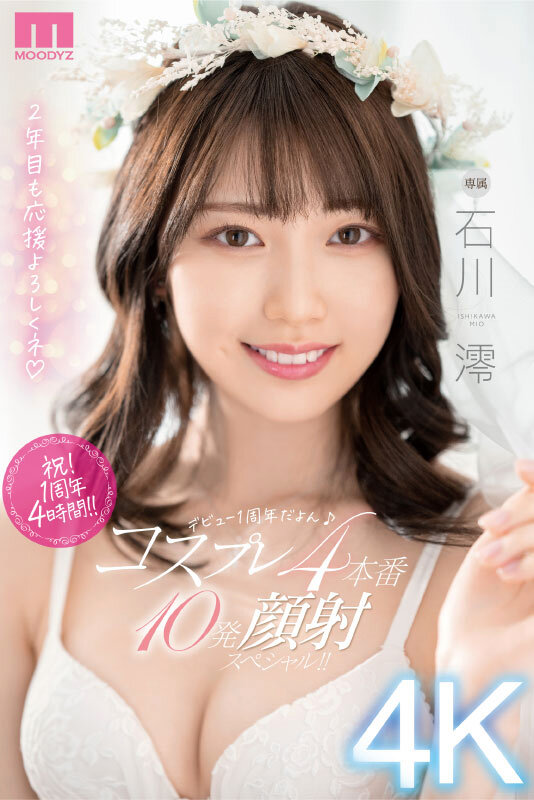 MOODYZ
2年目も応援よろしくネ♡
専属
石川
ISHIKAWA
MIO
澪
祝!
1周年
4時間!!
デビュー1周年だよん♪
コスプレ4本番
10発顔射
スペシャル!!
4K